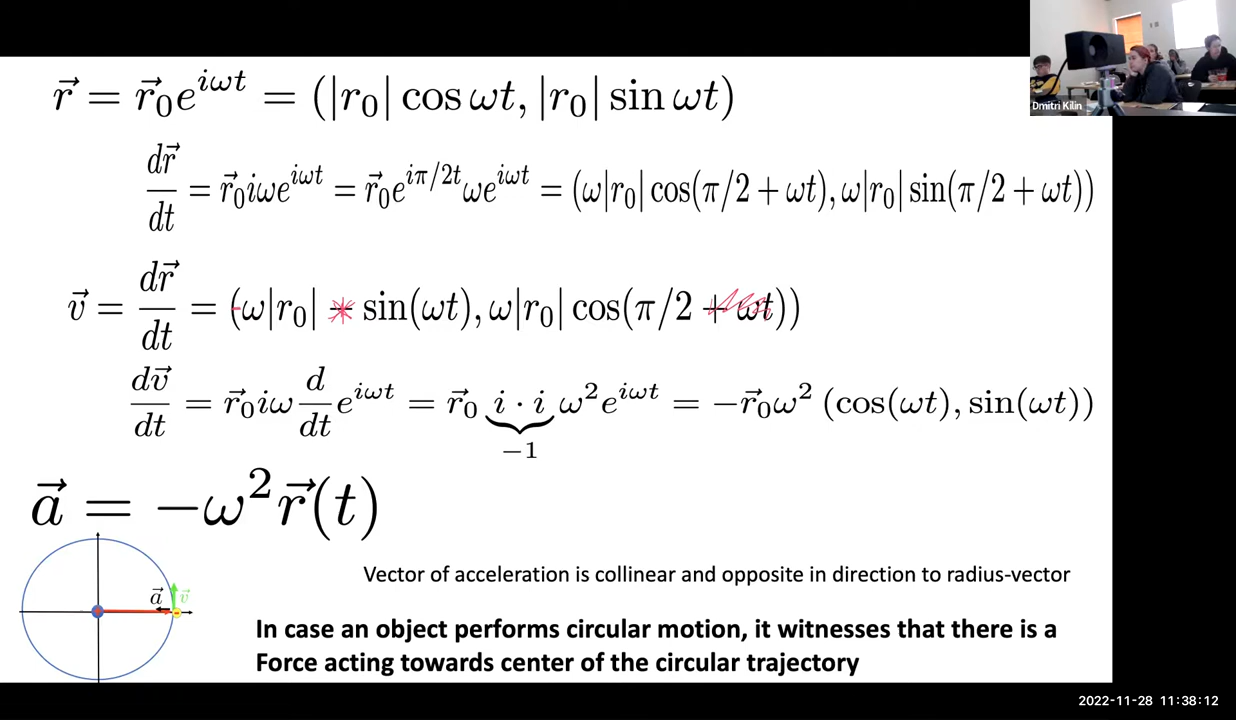 Dmitri Kilin
r⃗ = r⃗₀e^{iωt} = (|r₀| cos ωt, |r₀| sin ωt)
dr⃗/dt = r⃗₀iωe^{iωt} = r⃗₀e^{iπ/2t}ωe^{iωt} = (ω|r₀| cos(π/2 + ωt), ω|r₀| sin(π/2 + ωt))
v⃗ = dr⃗/dt = (-ω|r₀| * sin(ωt), ω|r₀| cos(π/2 + ωt))
dv⃗/dt = r⃗₀iω d/dt e^{iωt} = r⃗₀ i · i ω²e^{iωt} = −r⃗₀ω² (cos(ωt), sin(ωt))
−1
a⃗ = −ω²r⃗(t)
a⃗ v⃗
Vector of acceleration is collinear and opposite in direction to radius-vector
In case an object performs circular motion, it witnesses that there is a
Force acting towards center of the circular trajectory
2022-11-28 11:38:12